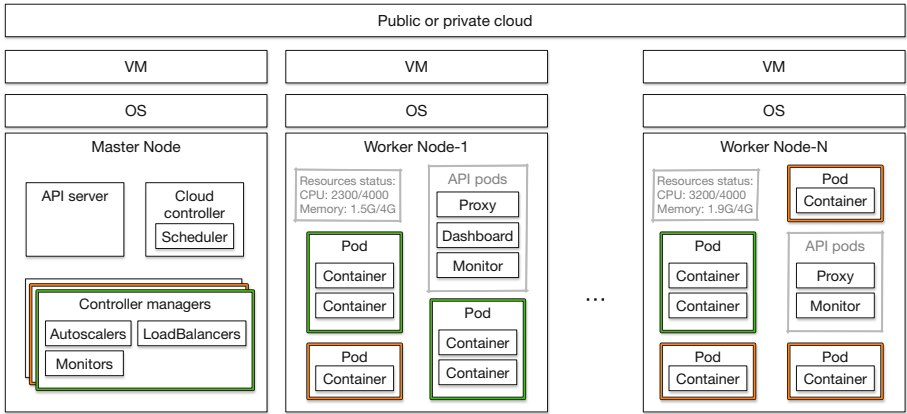 Public or private cloud
VM
VM
VM
OS
OS
OS
Master Node
API server
Cloud
controller
Scheduler
Controller managers
Autoscalers
LoadBalancers
Monitors
Worker Node-1
Resources status:
CPU: 2300/4000
Memory: 1.5G/4G
API pods
Proxy
Dashboard
Monitor
Pod
Container
Container
Pod
Container
Container
Pod
Container
...
Worker Node-N
Resources status:
CPU: 3200/4000
Memory: 1.9G/4G
Pod
Container
Pod
Container
Container
API pods
Proxy
Monitor
Pod
Container
Pod
Container